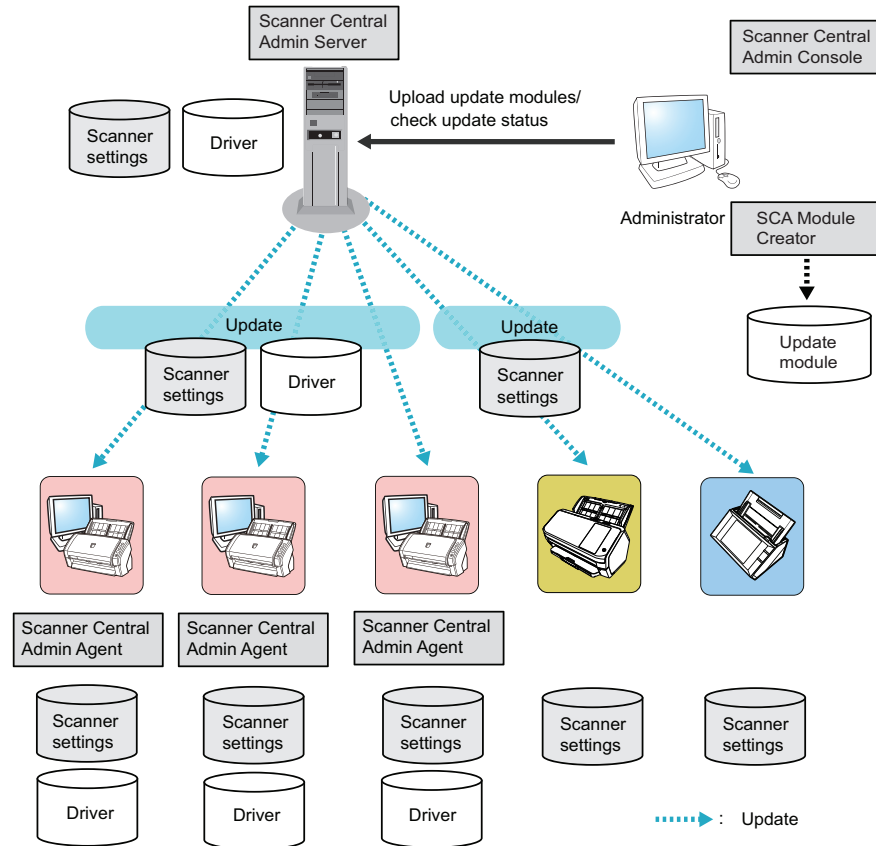 Scanner Central
Admin Server
Scanner Central
Admin Console
Upload update modules/
check update status
Scanner
settings
Driver
Administrator
SCA Module
Creator
Update
Update
Scanner
settings
Driver
Scanner
settings
Update
module
Scanner Central
Admin Agent
Scanner Central
Admin Agent
Scanner Central
Admin Agent
Scanner
settings
Scanner
settings
Scanner
settings
Scanner
settings
Scanner
settings
Driver
Driver
Driver
: Update